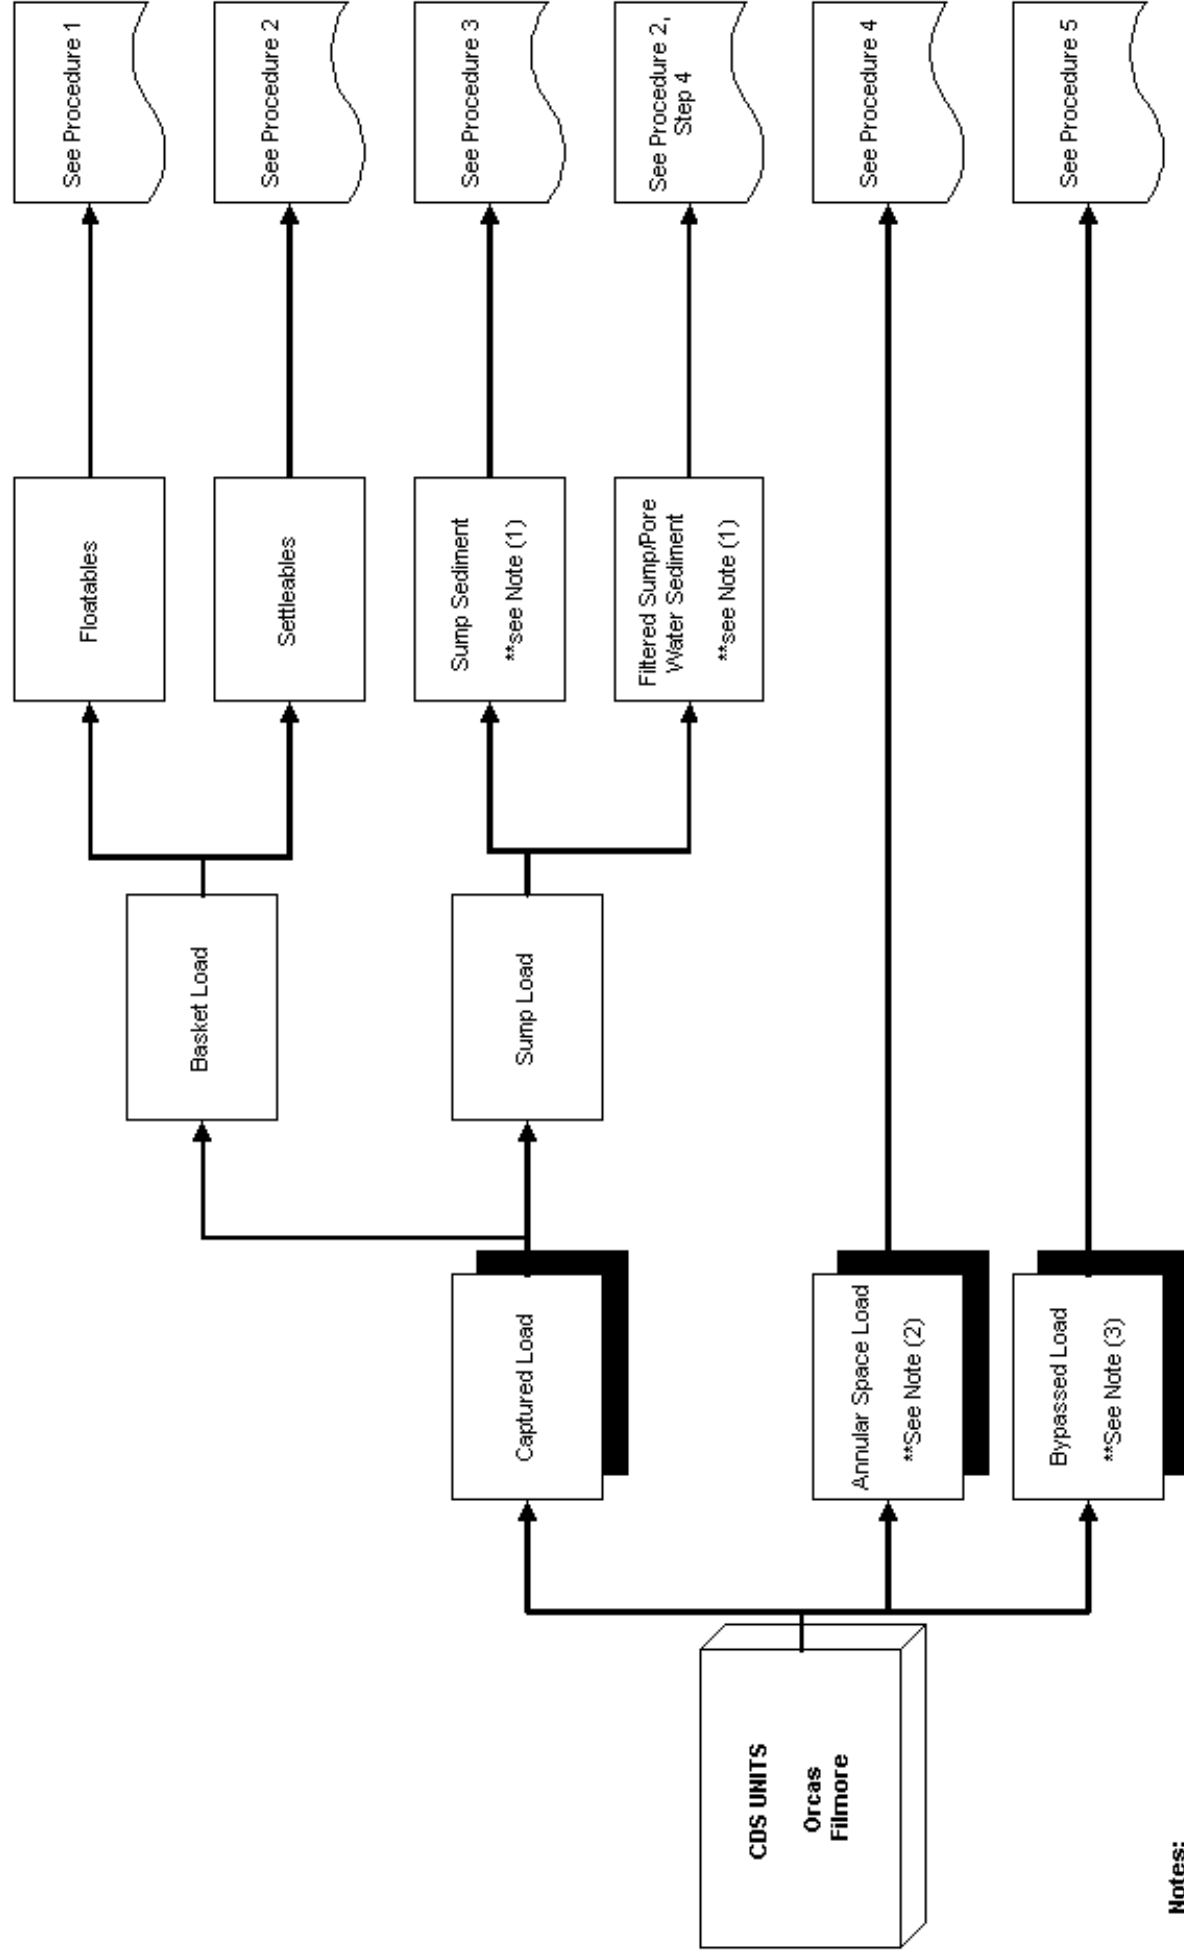 CDS UNITS
Orcas
Filmore
Captured Load
Annular Space Load
**See Note (2)
Bypassed Load
**See Note (3)
Basket Load
Sump Load
Floatables
Settleables
Sump Sediment
**see Note (1)
Filtered Sump/Pore
Water Sediment
**see Note (1)
See Procedure 1
See Procedure 2
See Procedure 3
See Procedure 2,
Step 4
See Procedure 4
See Procedure 5
Notes: